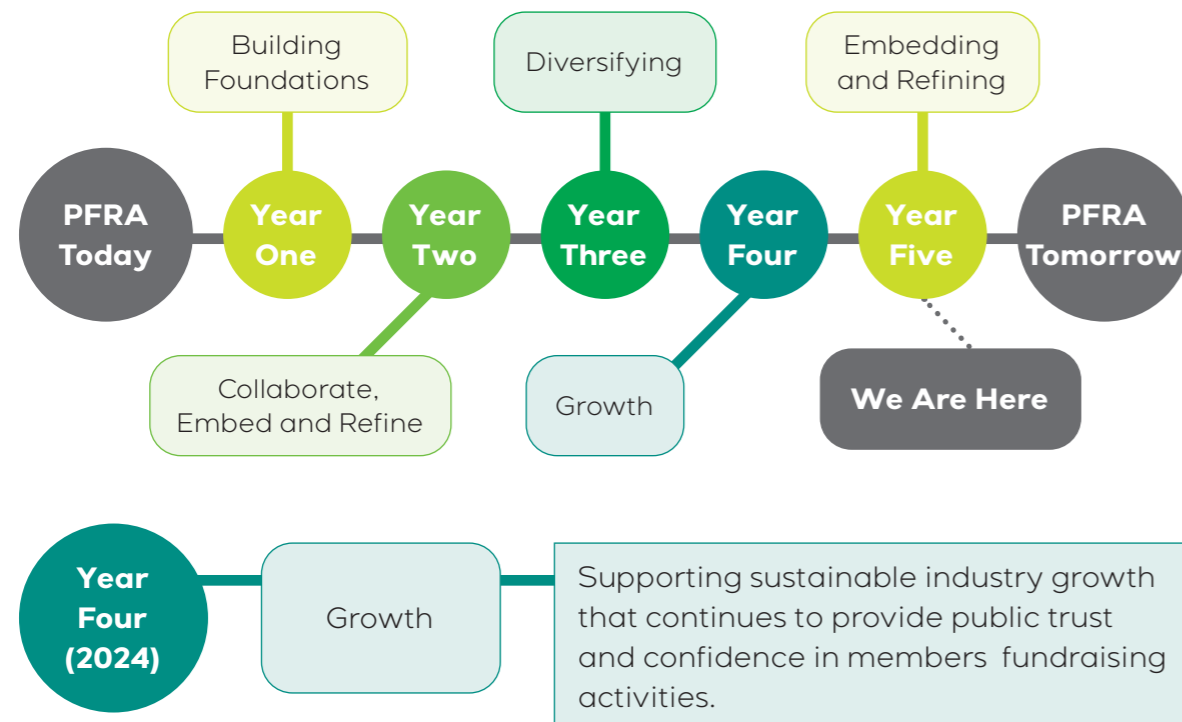 Building
Foundations
Diversifying
Embedding
and Refining
PFRA
Today
Year
One
Year
Two
Year
Three
Year
Four
Year
Five
PFRA
Tomorrow
Collaborate,
Embed and Refine
Growth
We Are Here
Year
Four
(2024)
Growth
Supporting sustainable industry growth
that continues to provide public trust
and confidence in members fundraising
activities.